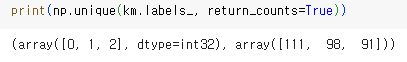 print(np.unique(km.labels_, return_counts=True))
(array([0, 1, 2], dtype=int32), array([111,  98,  91]))